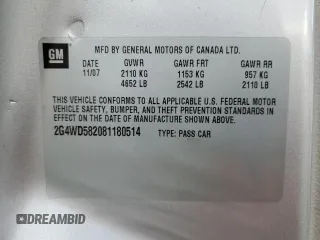 GM
MFD BY GENERAL MOTORS OF CANADA LTD.
DATE GVWR GAWR FRT GAWR RR
11/07 2110 KG 1153 KG 957 KG
4652 LB 2542 LB 2110 LB
THIS VEHICLE CONFORMS TO ALL APPLICABLE U.S. FEDERAL MOTOR
VEHICLE SAFETY, BUMPER, AND THEFT PREVENTION STANDARDS IN
EFFECT ON THE DATE OF MANUFACTURE SHOWN ABOVE.
2G4WD582081180514 TYPE: PASS CAR
DREAMBID